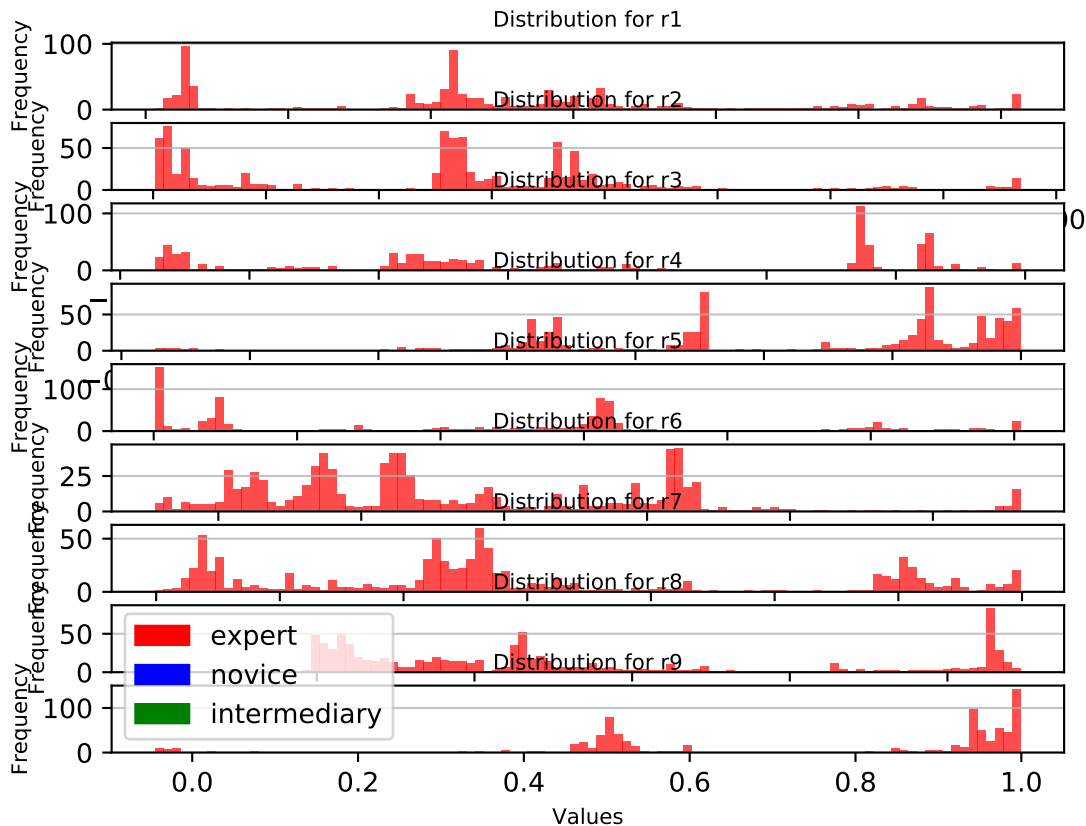 Distribution for r1
Frequency
100
0
Distribution for r2
Frequency
50
0
Distribution for r3
Frequency
100
0
Distribution for r4
Frequency
50
0
Distribution for r5
Frequency
100
0
Distribution for r6
Frequency
25
0
Distribution for r7
Frequency
50
0
Distribution for r8
Frequency
50
0
Distribution for r9
Frequency
100
0
expert
novice
intermediary
0.0 0.2 0.4 0.6 0.8 1.0
Values